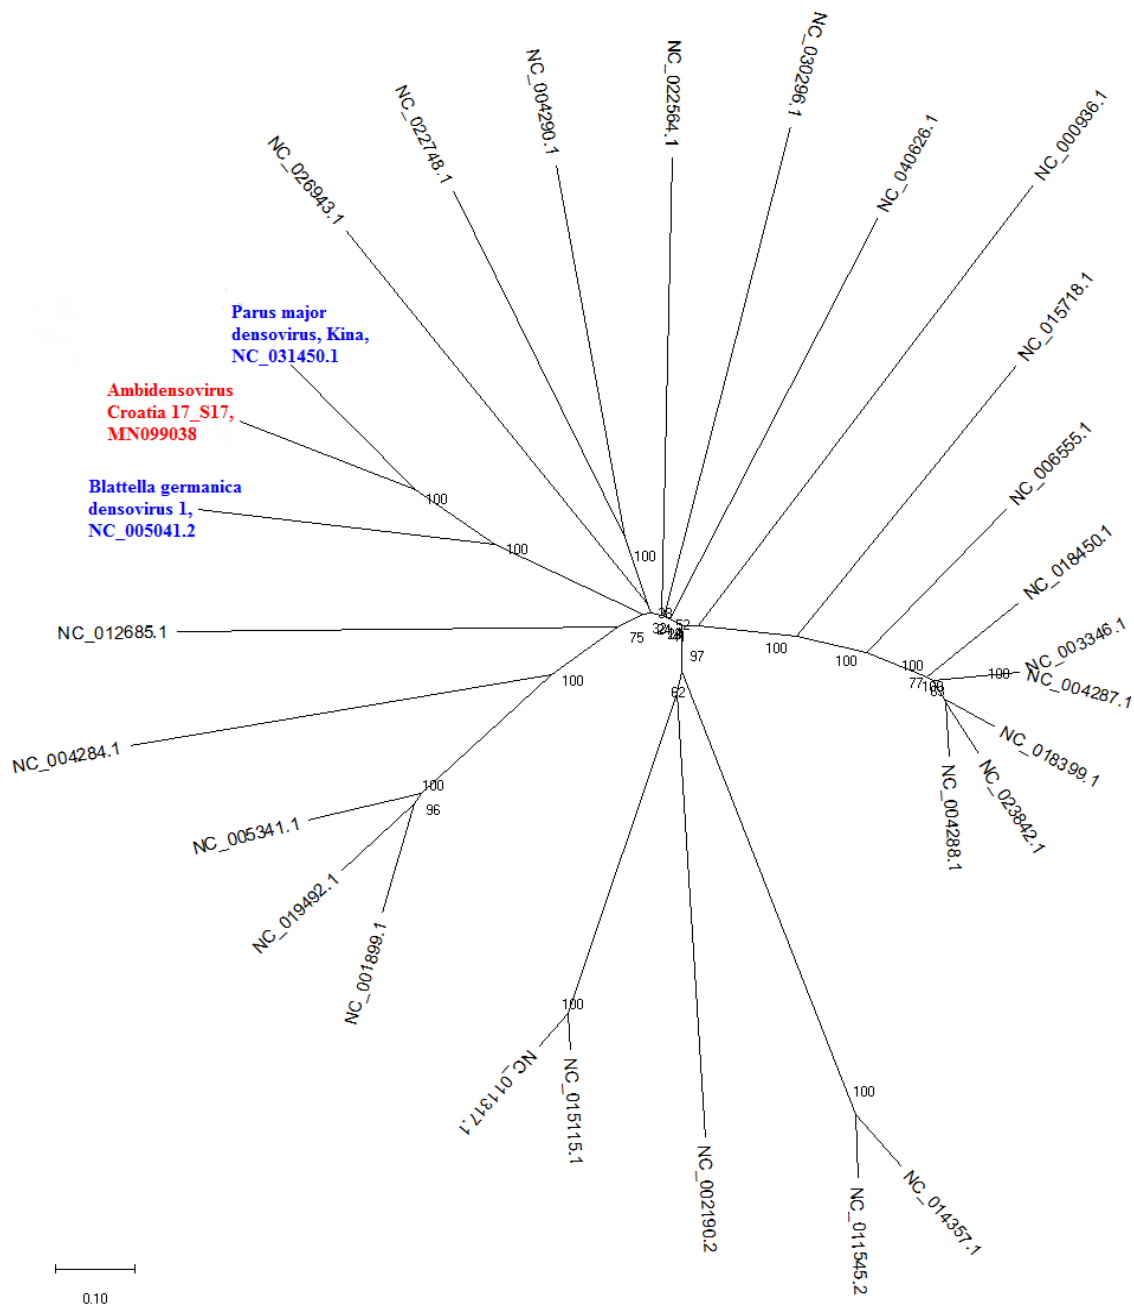 NC_030296.1
NC_022564.1
NC_004290.1
NC_022748.1
NC_000936.1
NC_040626.1
NC_026943.1
NC_015718.1
Parus major
densovirus, Kina,
NC_031450.1
Ambidensovirus
Croatia 17_S17,
MN099038
Blattella germanica
densovirus 1,
NC_005041.2
NC_006555.1
NC_018450.1
NC_003346.1
NC_004287.1
NC_018399.1
NC_023842.1
NC_004288.1
NC_012685.1
NC_004284.1
NC_005341.1
NC_019492.1
NC_001899.1
NC_011317.1
NC_015115.1
NC_002190.2
NC_011545.2
NC_014357.1
100
100
100
52
75
97
100
100
100
100
77
100
62
100
96
100
100
0.10